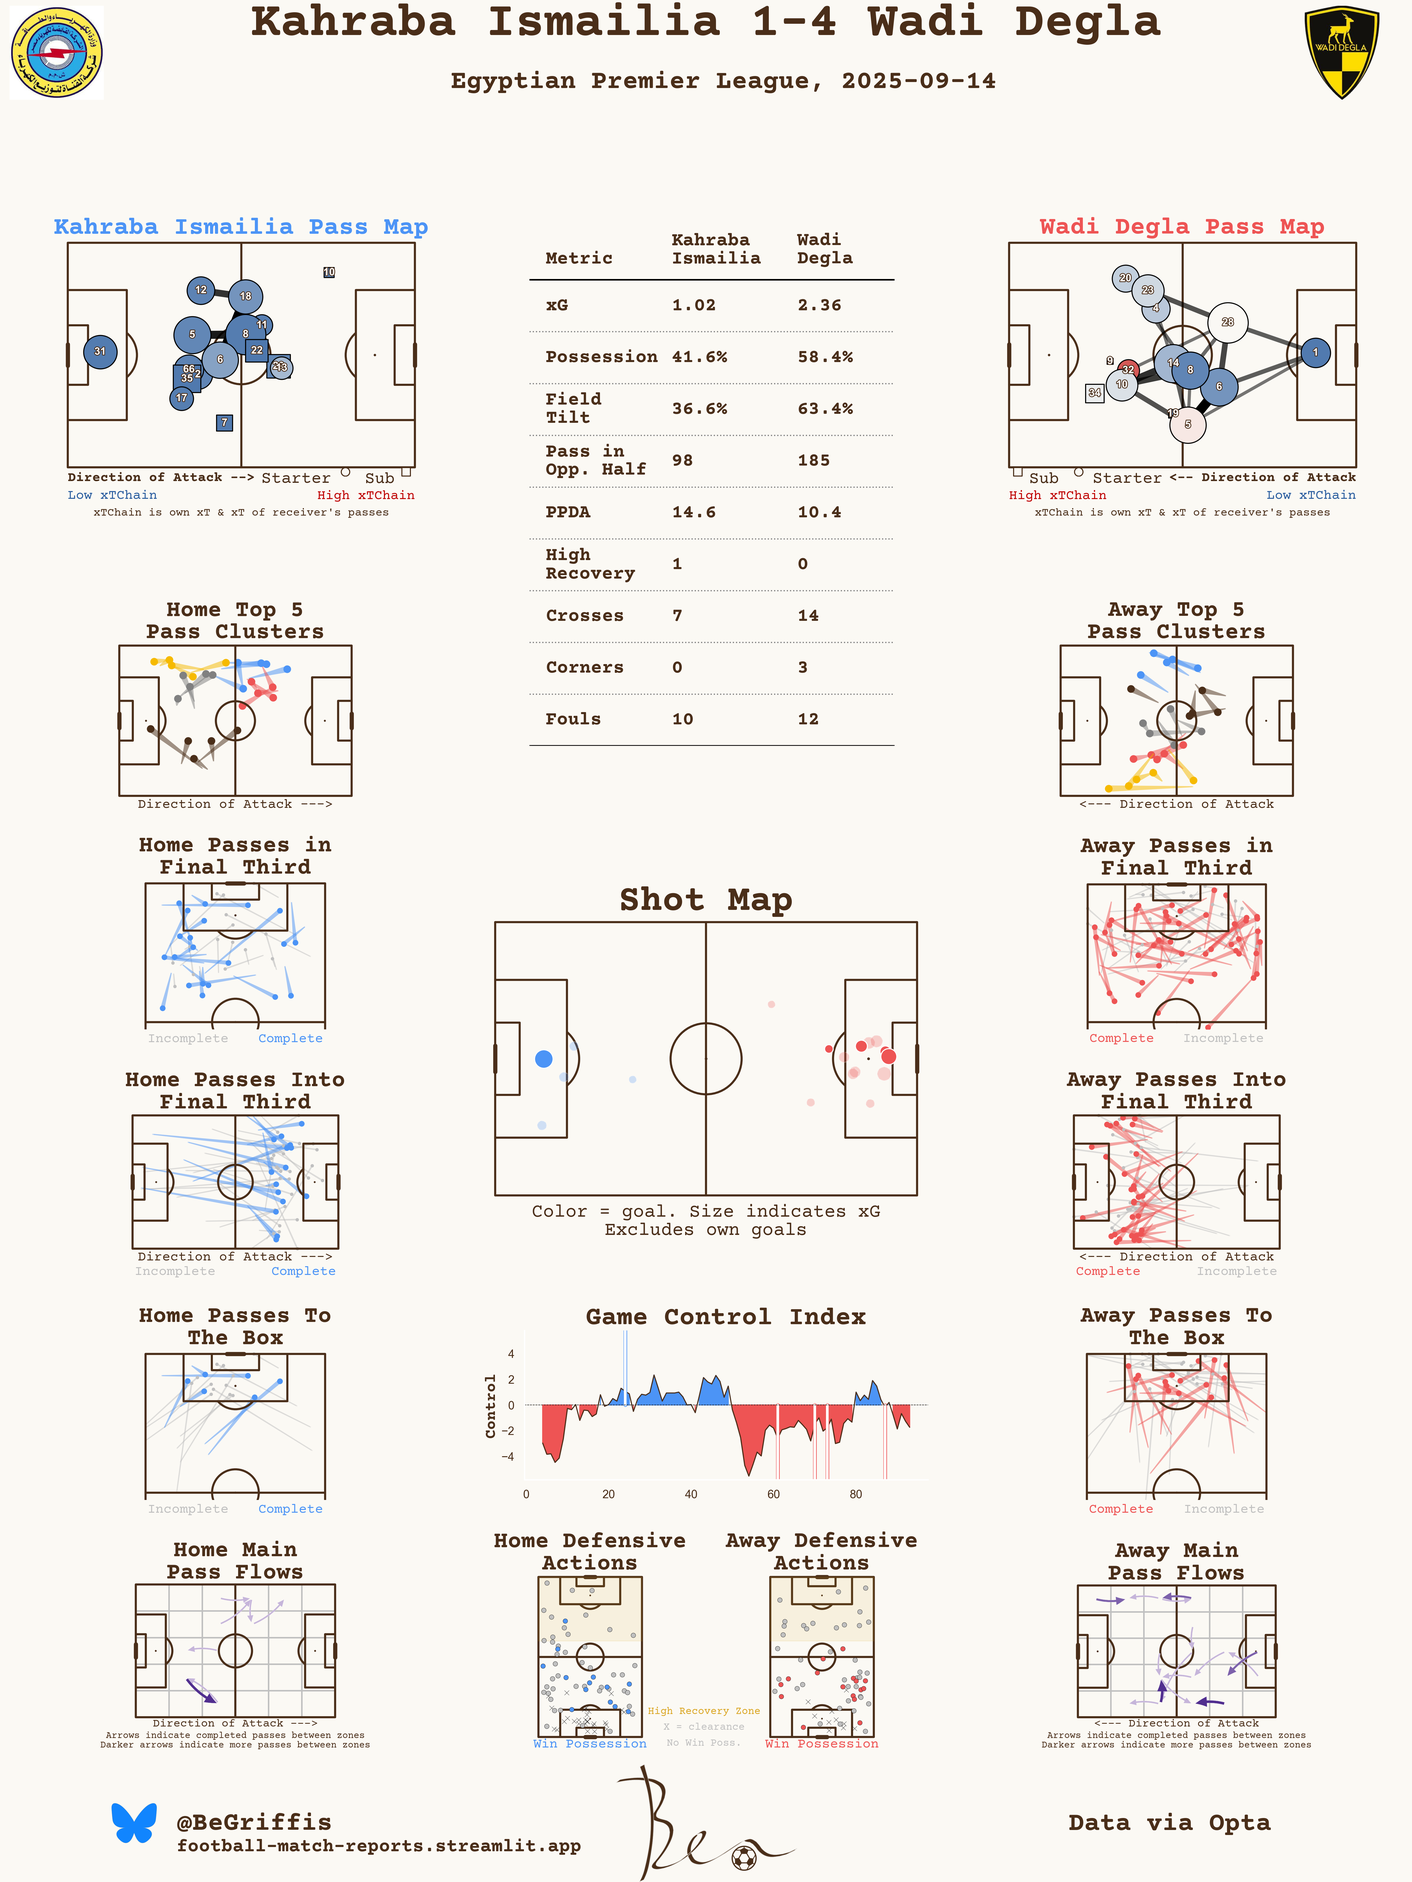 Kahraba Ismailia 1-4 Wadi Degla
Egyptian Premier League, 2025-09-14
WADI DEGLA
Kahraba Ismailia Pass Map
31
12
18
5
8
11
22
6
66
2
35
17
7
13
10
Direction of Attack --> Starter Sub
Low xTChain High xTChain
xTChain is own xT & xT of receiver's passes
Metric Kahraba Ismailia Wadi Degla
xG 1.02 2.36
Possession 41.6% 58.4%
Field Tilt 36.6% 63.4%
Pass in Opp. Half 98 185
PPDA 14.6 10.4
High Recovery 1 0
Crosses 7 14
Corners 0 3
Fouls 10 12
Wadi Degla Pass Map
20
23
4
28
1
9
32
14
8
10
6
34
19
5
Sub Starter <-- Direction of Attack
High xTChain Low xTChain
xTChain is own xT & xT of receiver's passes
Home Top 5
Pass Clusters
Direction of Attack --->
Away Top 5
Pass Clusters
<--- Direction of Attack
Home Passes in
Final Third
Incomplete Complete
Away Passes in
Final Third
Complete Incomplete
Shot Map
Color = goal. Size indicates xG
Excludes own goals
Home Passes Into
Final Third
Direction of Attack --->
Incomplete Complete
Away Passes Into
Final Third
<--- Direction of Attack
Complete Incomplete
Home Passes To
The Box
Incomplete Complete
Game Control Index
Control
4
2
0
−2
−4
0 20 40 60 80
Away Passes To
The Box
Complete Incomplete
Home Main
Pass Flows
Direction of Attack --->
Arrows indicate completed passes between zones
Darker arrows indicate more passes between zones
Home Defensive
Actions
Win Possession
Away Defensive
Actions
Win Possession
High Recovery Zone
X = clearance
No Win Poss.
Away Main
Pass Flows
<--- Direction of Attack
Arrows indicate completed passes between zones
Darker arrows indicate more passes between zones
@BeGriffis
football-match-reports.streamlit.app
Ben
Data via Opta